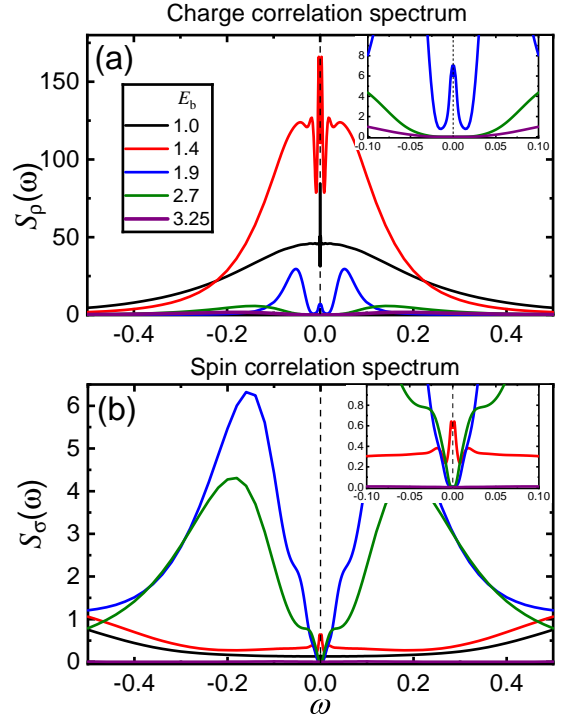 Charge correlation spectrum
(a)
E_b
1.0
1.4
1.9
2.7
3.25
S_ρ(ω)
150
100
50
0
-0.4 -0.2 0.0 0.2 0.4
8
6
4
2
0
-0.10 -0.05 0.00 0.05 0.10
Spin correlation spectrum
(b)
S_σ(ω)
6
5
4
3
2
1
0
-0.4 -0.2 0.0 0.2 0.4
ω
0.8
0.6
0.4
0.2
0.0
-0.10 -0.05 0.00 0.05 0.10